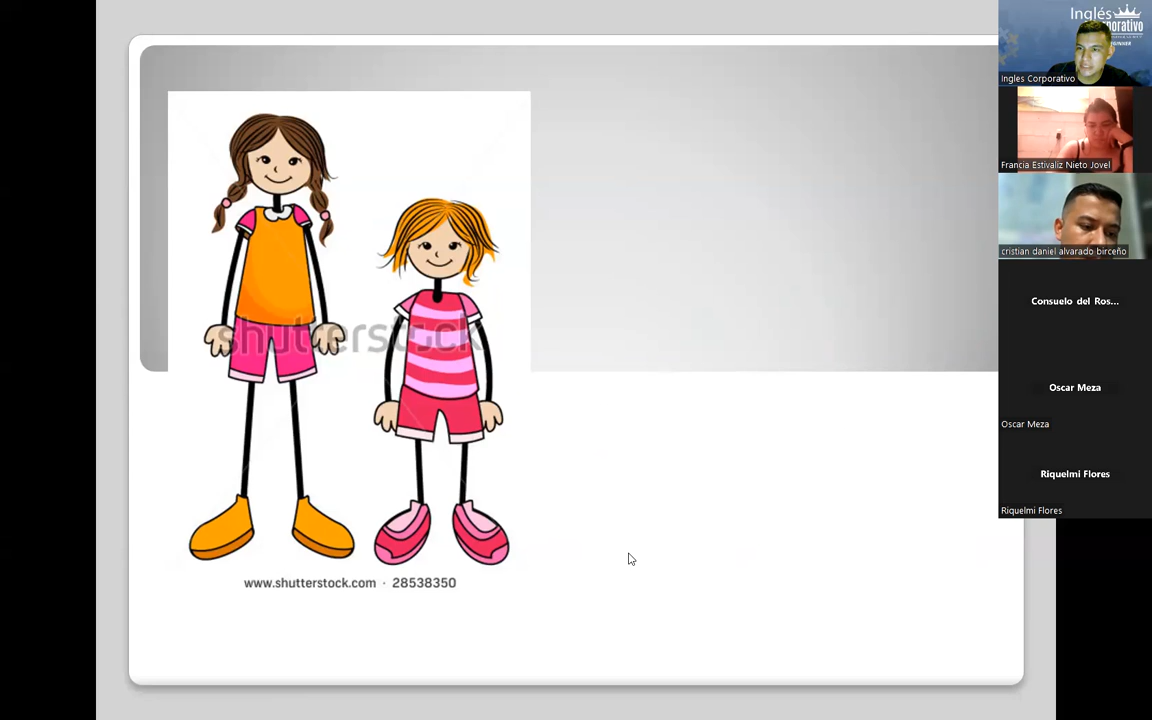 shutterstock
www.shutterstock.com · 28538350
Inglés
Ingles Corporativo
Francia Estivaliz Nieto Jovel
cristian daniel alvarado birceño
Consuelo del Ros...
Oscar Meza
Oscar Meza
Riquelmi Flores
Riquelmi Flores